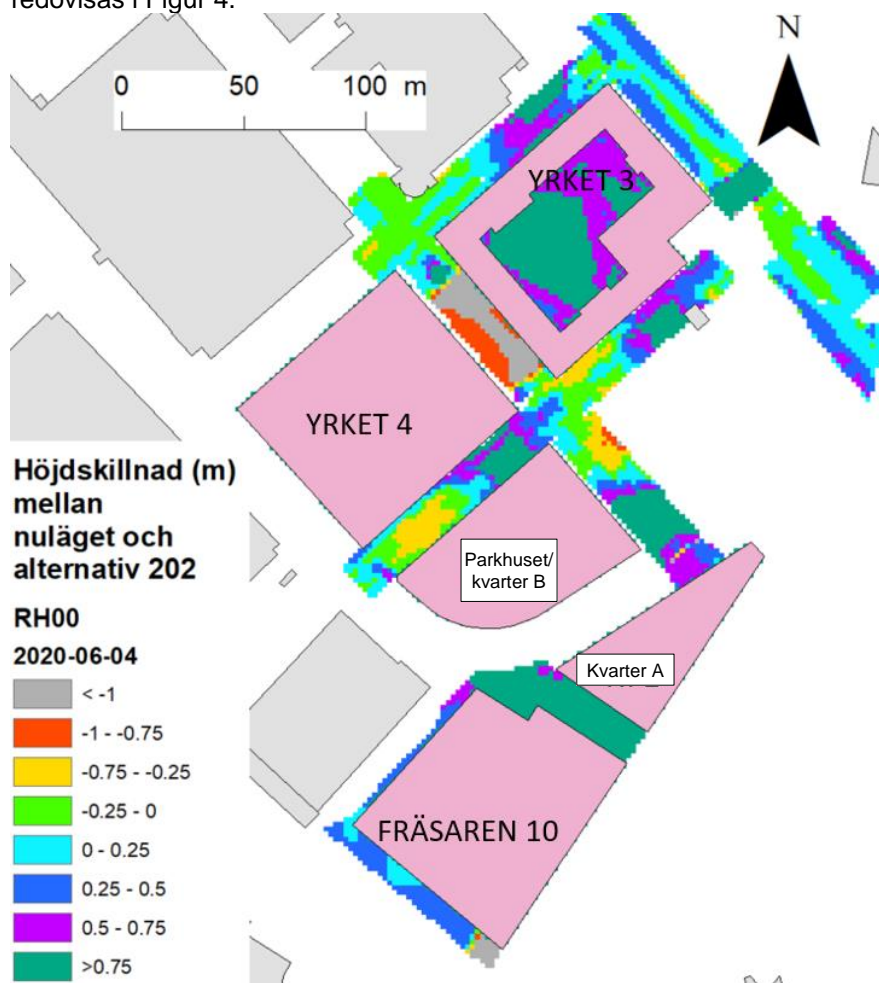 redovisas i Figur 4.
N
0 50 100 m
YRKET 3
YRKET 4
Höjdskillnad (m)
mellan
nuläget och
alternativ 202
Parkhuset/
kvarter B
RH00
2020-06-04
Kvarter A
< -1
-1 - -0.75
-0.75 - -0.25
-0.25 - 0
0 - 0.25
0.25 - 0.5
0.5 - 0.75
>0.75
FRÄSAREN 10